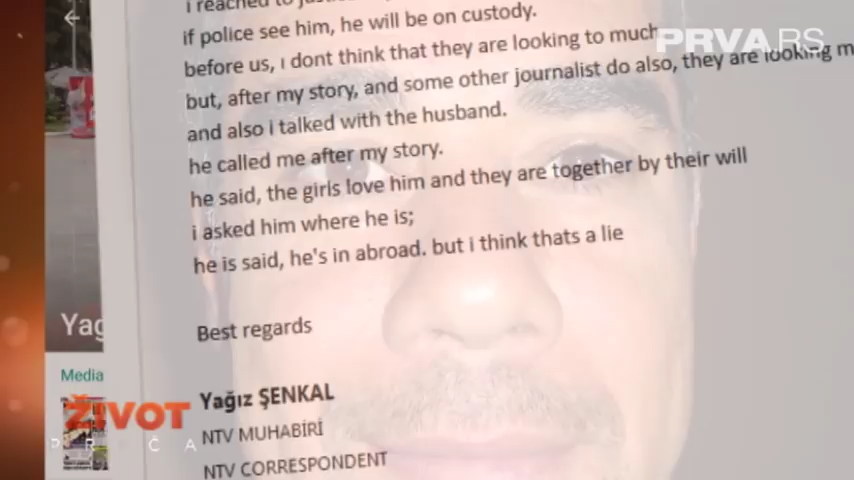 i reached to
if police see him, he will be on custody.
before us, ı dont think that they are looking to much
but, after my story, and some other journalist do also, they are looking m
and also i talked with the husband.
he called me after my story.
he said, the girls love him and they are together by their will
i asked him where he is;
he is said, he's in abroad. but i think thats a lie
Best regards
Yağız ŞENKAL
NTV MUHABİRİ
NTV CORRESPONDENT
PRVA.RS
Yağ
Media
ŽIVOT
PRIČA